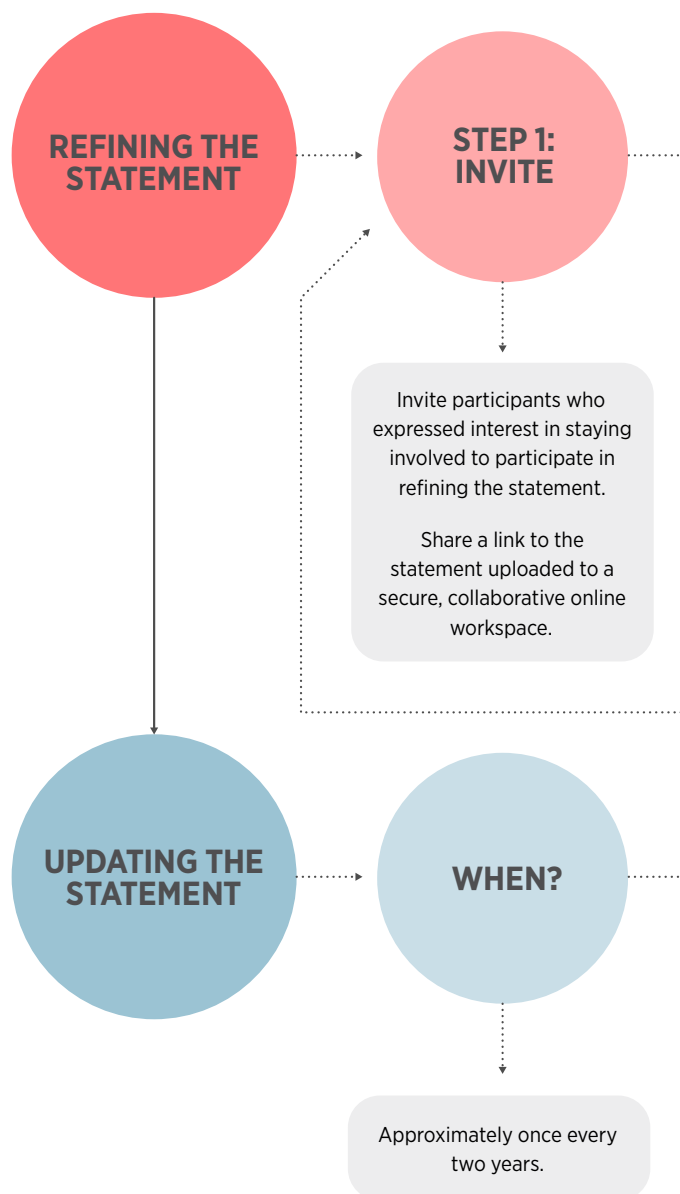 REFINING THE
STATEMENT
STEP 1:
INVITE
Invite participants who
expressed interest in staying
involved to participate in
refining the statement.
Share a link to the
statement uploaded to a
secure, collaborative online
workspace.
UPDATING THE
STATEMENT
WHEN?
Approximately once every
two years.